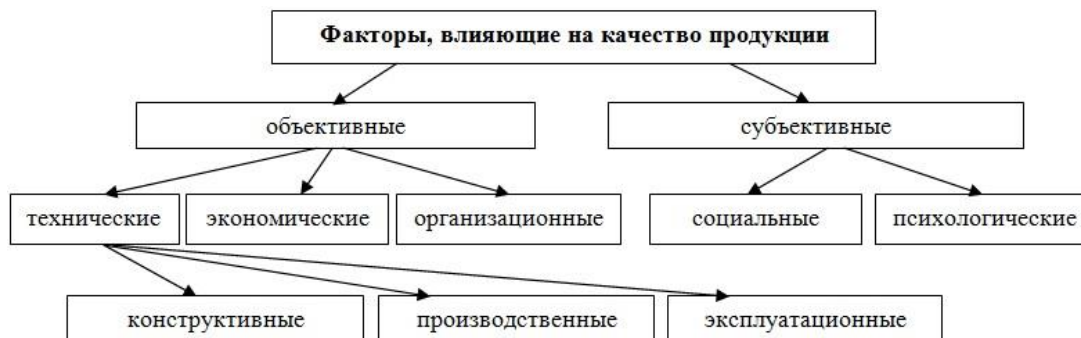 Факторы, влияющие на качество продукции
объективные
субъективные
технические
экономические
организационные
социальные
психологические
конструктивные
производственные
эксплуатационные